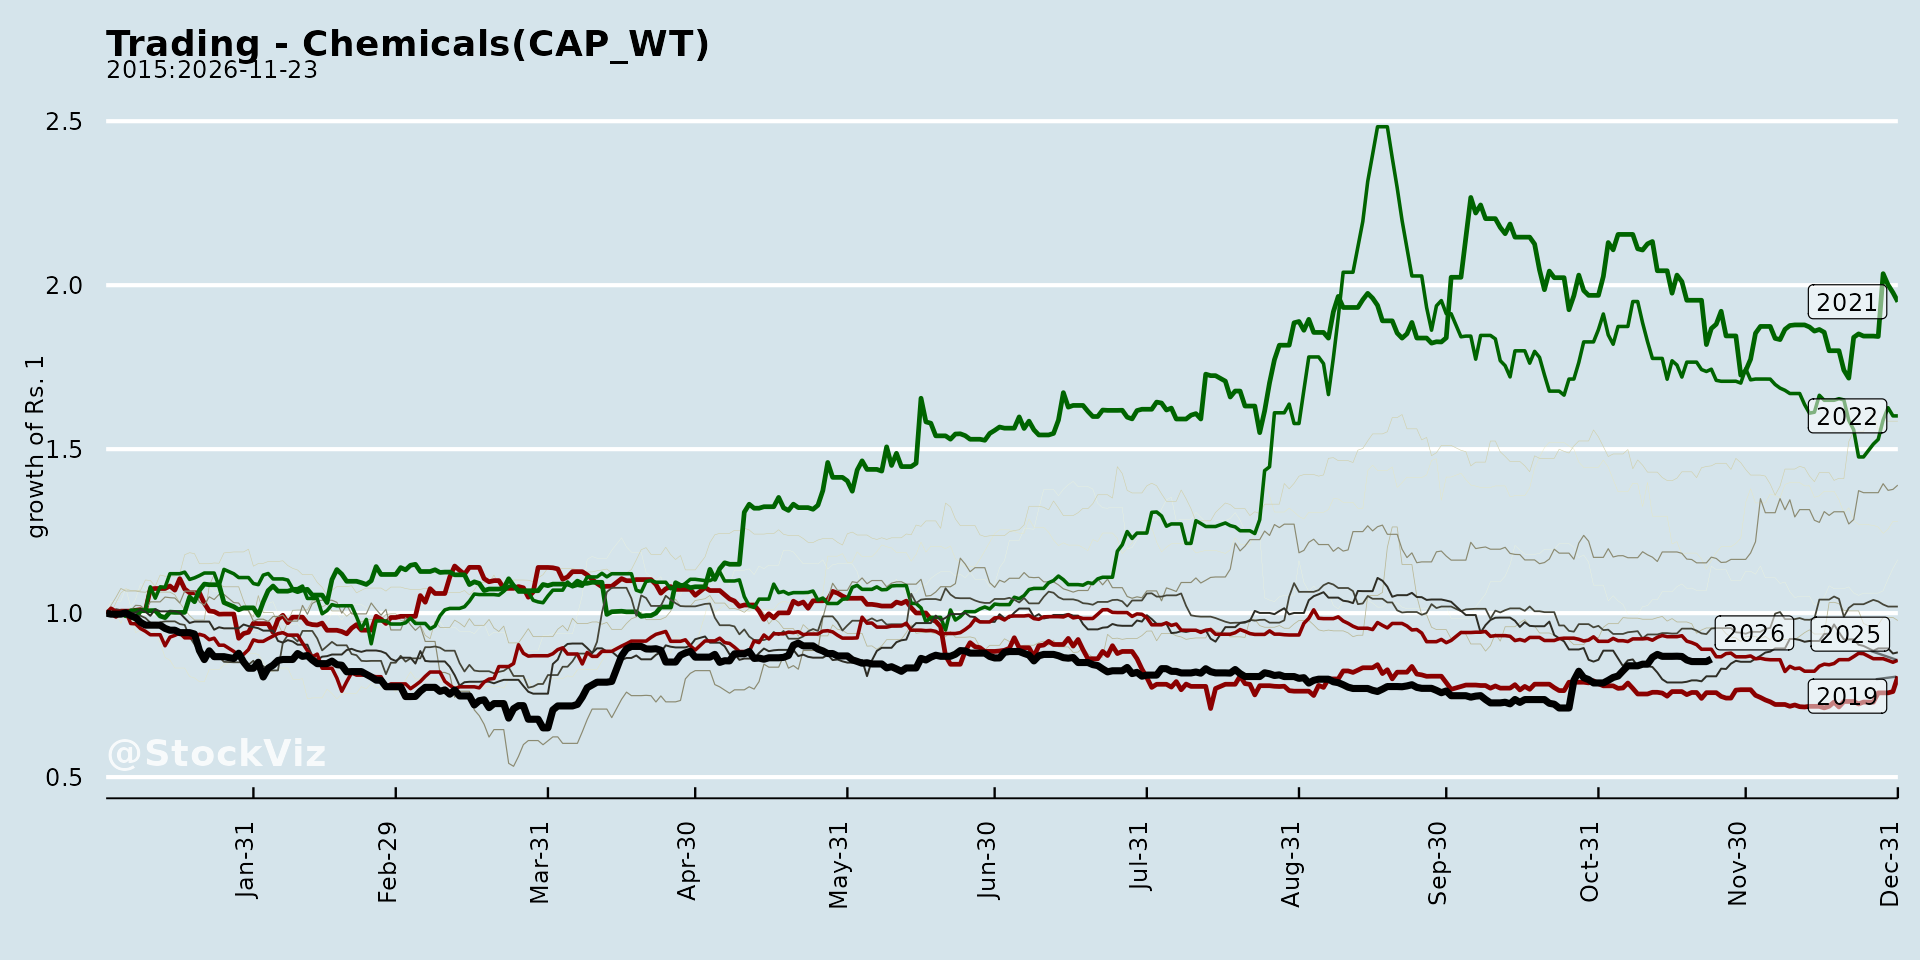 Trading - Chemicals(CAP_WT)
2015:2026-11-23
growth of Rs. 1
2.5
2.0
1.5
1.0
0.5
2021
2022
2026
2025
2019
@StockViz
Jan-31
Feb-29
Mar-31
Apr-30
May-31
Jun-30
Jul-31
Aug-31
Sep-30
Oct-31
Nov-30
Dec-31